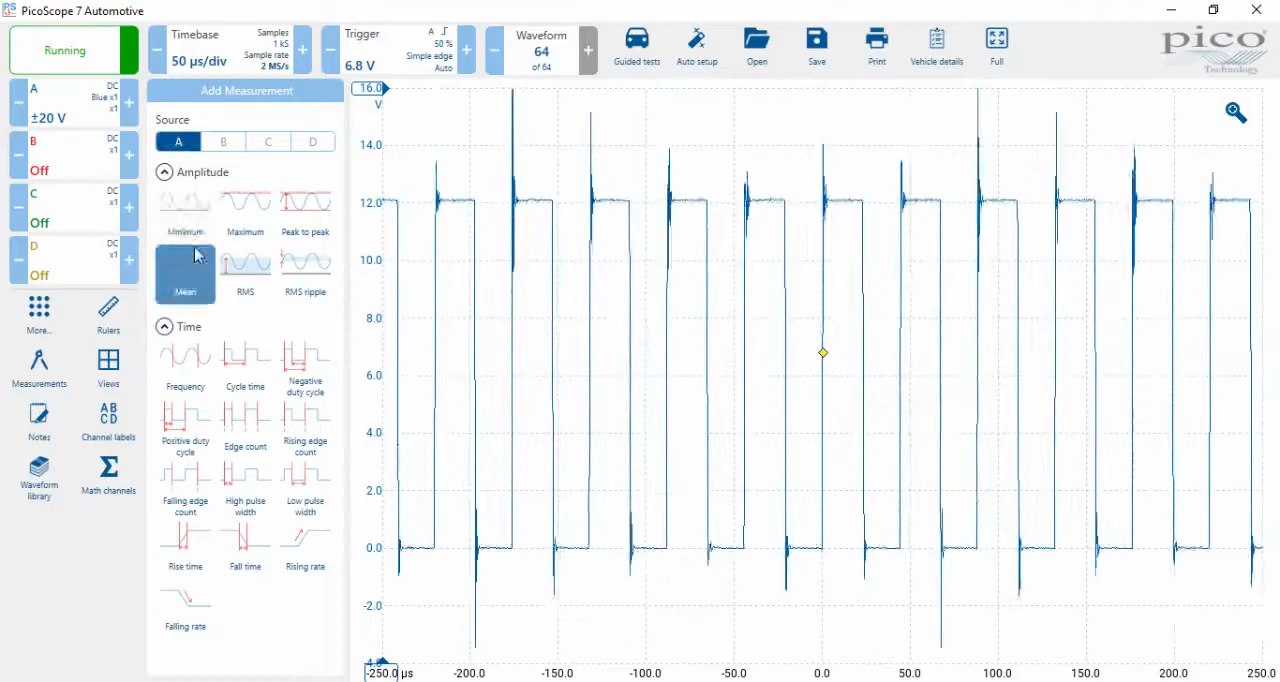 PicoScope 7 Automotive
Running
Timebase
50 µs/div
Samples
1 kS
Sample rate
2 MS/s
Trigger
6.8 V
A
50 %
Simple edge
Auto
Waveform
64
of 64
Guided tests
Auto setup
Open
Save
Print
Vehicle details
Full
pico
Technology
A
DC
Blue x1
x1
±20 V
B
DC
x1
Off
C
DC
x1
Off
D
DC
x1
Off
More...
Rulers
Measurements
Views
Notes
ABCD
Channel labels
Waveform
library
Math channels
Add Measurement
Source
A B C D
Amplitude
Minimum
Maximum
Peak to peak
Mean
RMS
RMS ripple
Time
Frequency
Cycle time
Negative
duty cycle
Positive duty
cycle
Edge count
Rising edge
count
Falling edge
count
High pulse
width
Low pulse
width
Rise time
Fall time
Rising rate
Falling rate
16.0
V
14.0
12.0
10.0
8.0
6.0
4.0
2.0
0.0
-2.0
-250.0 µs
-200.0
-150.0
-100.0
-50.0
0.0
50.0
100.0
150.0
200.0
250.0